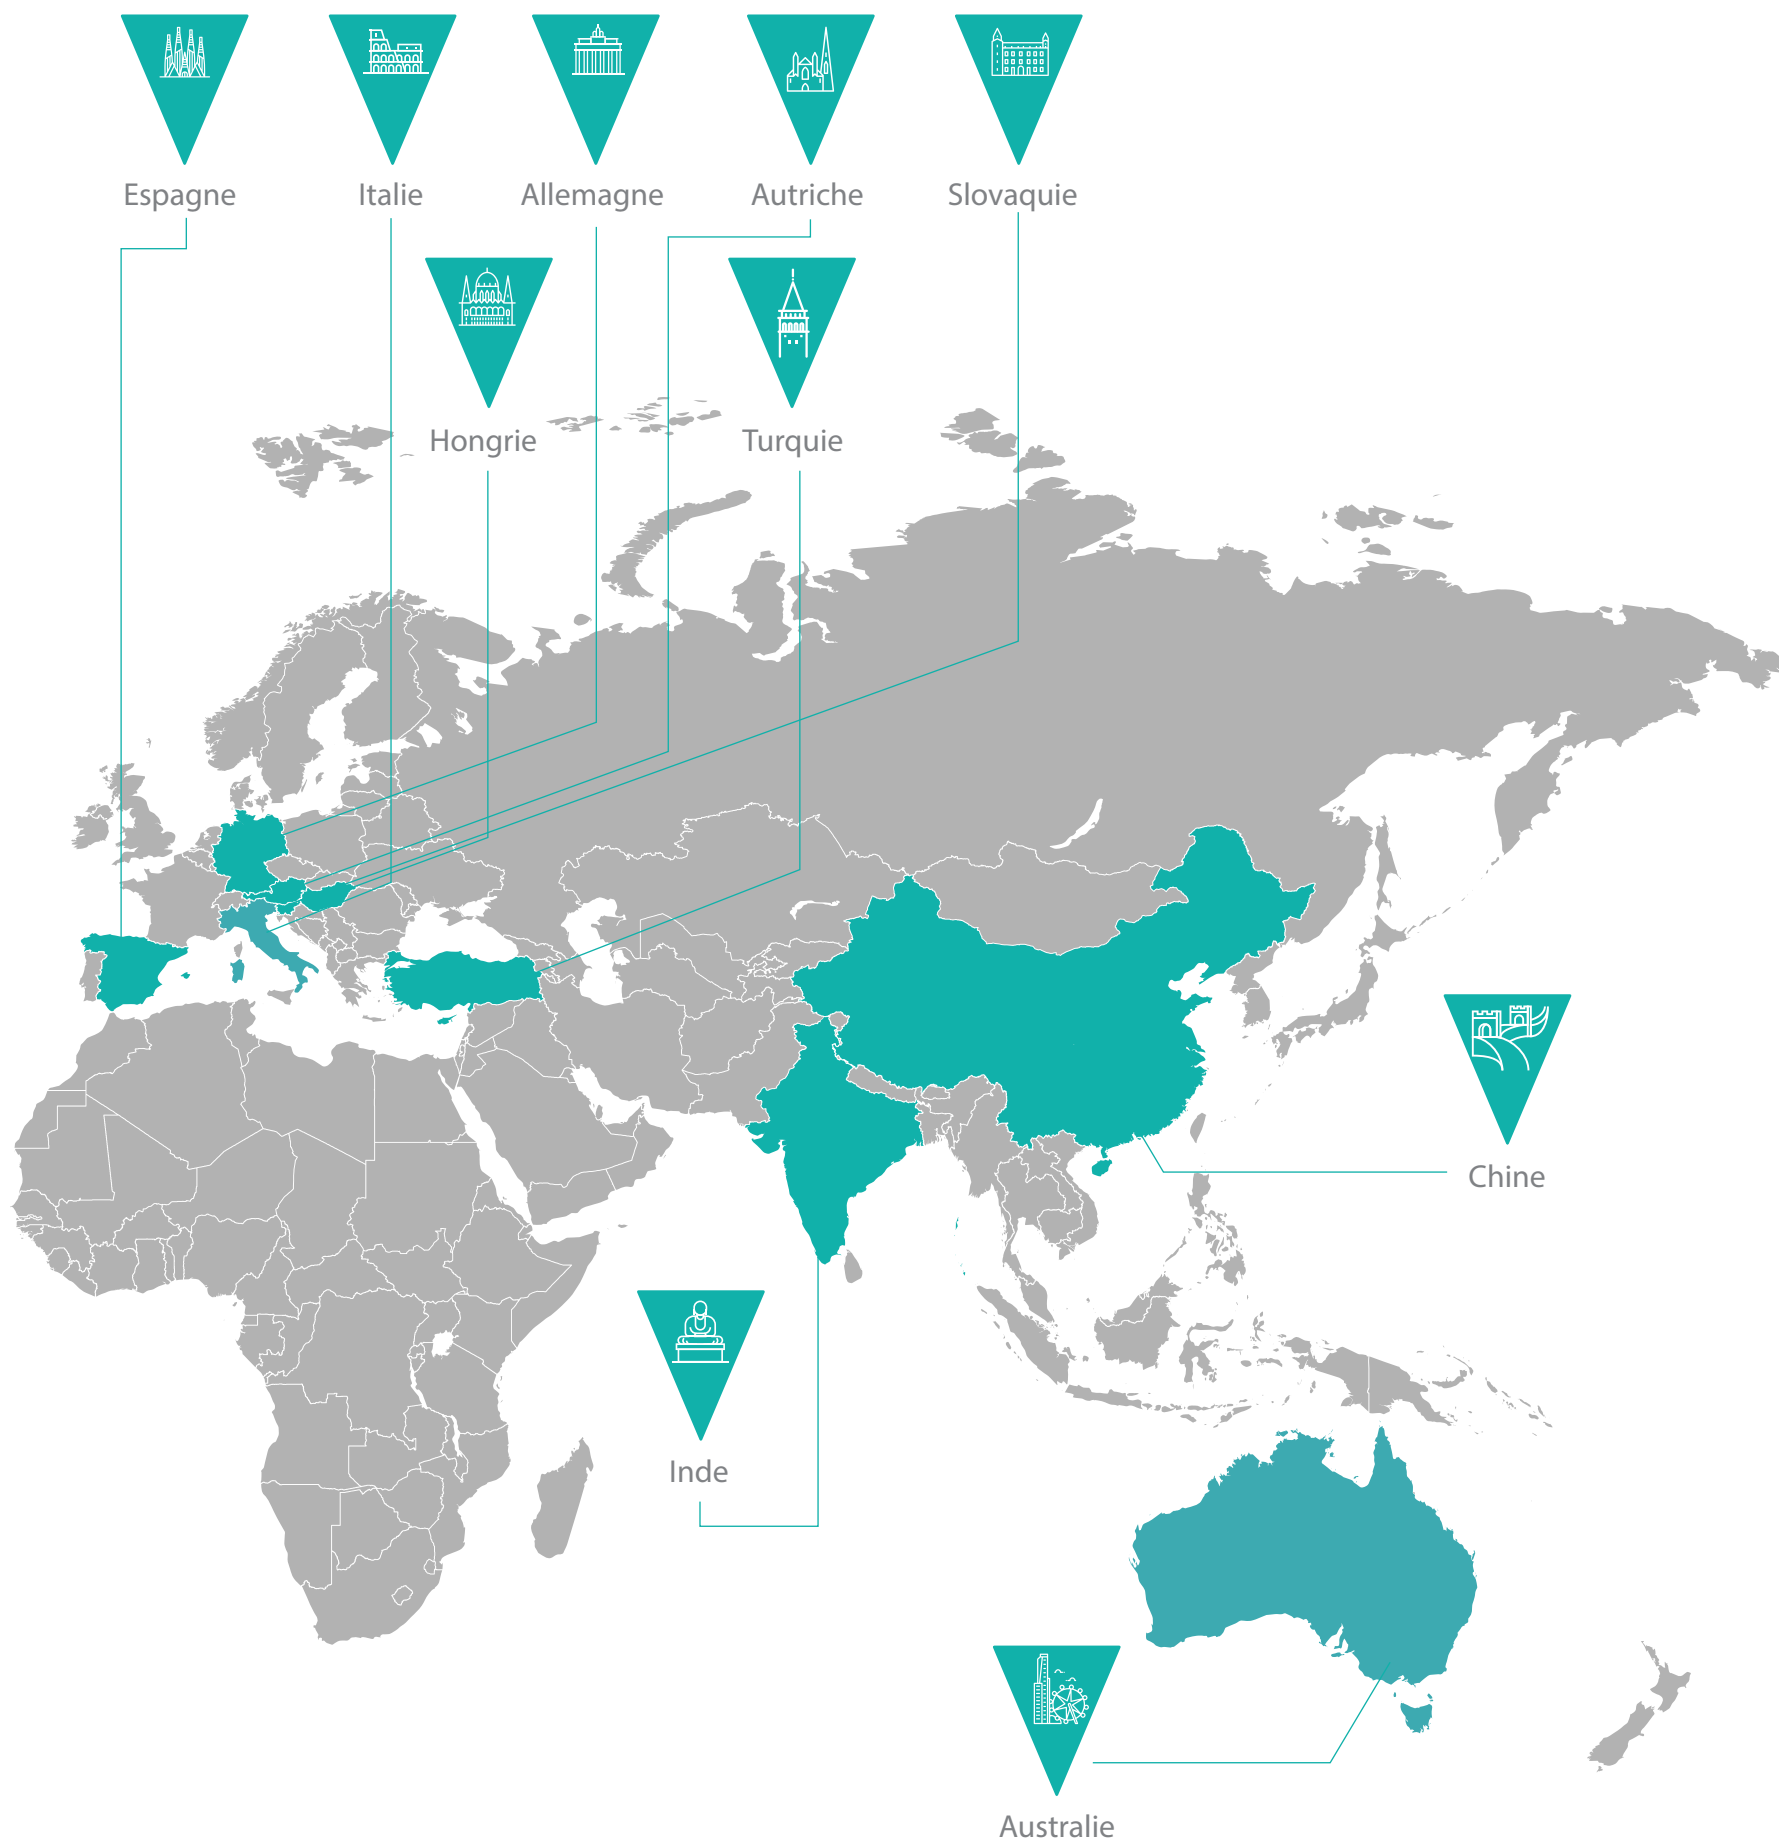 Espagne
Italie
Allemagne
Autriche
Slovaquie
Hongrie
Turquie
Chine
Inde
Australie